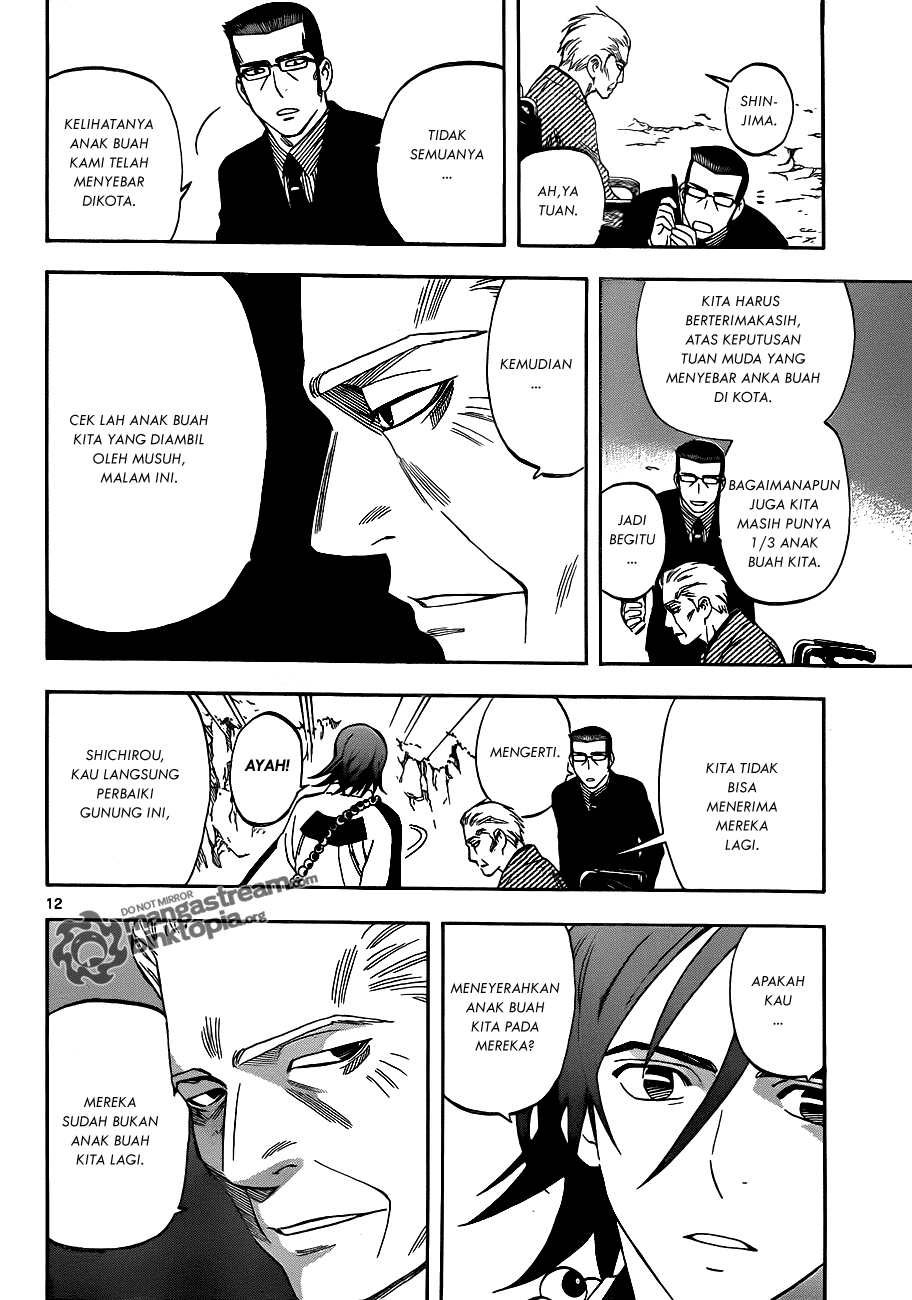 SHIN-
JIMA.
AH,YA
TUAN.
TIDAK
SEMUANYA
...
KELIHATANYA
ANAK BUAH
KAMI TELAH
MENYEBAR
DIKOTA.
KITA HARUS
BERTERIMAKASIH,
ATAS KEPUTUSAN
TUAN MUDA YANG
MENYEBAR ANKA BUAH
DI KOTA.
BAGAIMANAPUN
JUGA KITA
MASIH PUNYA
1/3 ANAK
BUAH KITA.
JADI
BEGITU
...
KEMUDIAN
...
CEK LAH ANAK BUAH
KITA YANG DIAMBIL
OLEH MUSUH,
MALAM INI.
KITA TIDAK
BISA
MENERIMA
MEREKA
LAGI.
MENGERTI.
AYAH!
SHICHIROU,
KAU LANGSUNG
PERBAIKI
GUNUNG INI,
12
DO NOT MIRROR
mangastream.com
binktopia.org
APAKAH
KAU
...
MENEYERAHKAN
ANAK BUAH
KITA PADA
MEREKA?
MEREKA
SUDAH BUKAN
ANAK BUAH
KITA LAGI.